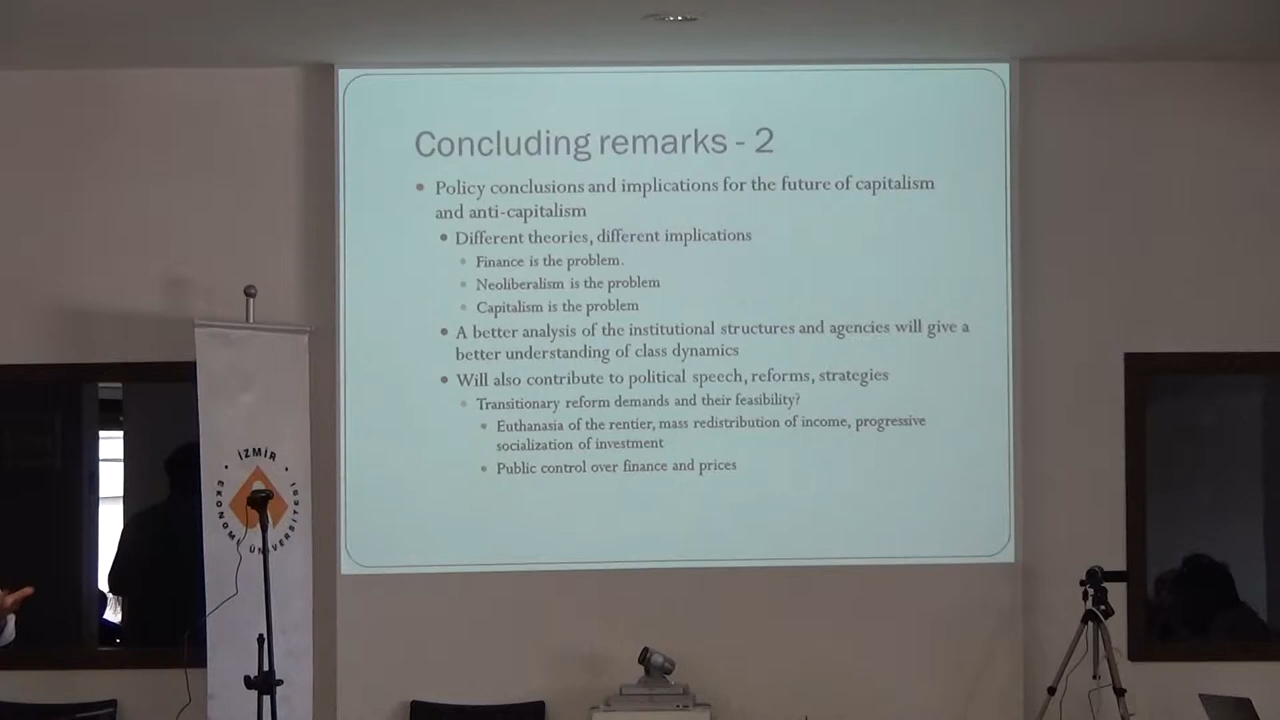 Concluding remarks - 2
• Policy conclusions and implications for the future of capitalism
and anti-capitalism
• Different theories, different implications
• Finance is the problem.
• Neoliberalism is the problem
• Capitalism is the problem
• A better analysis of the institutional structures and agencies will give a
better understanding of class dynamics
• Will also contribute to political speech, reforms, strategies
• Transitionary reform demands and their feasibility?
• Euthanasia of the rentier, mass redistribution of income, progressive
socialization of investment
• Public control over finance and prices
İZMİR
EKONOMİ ÜNİVERSİTESİ